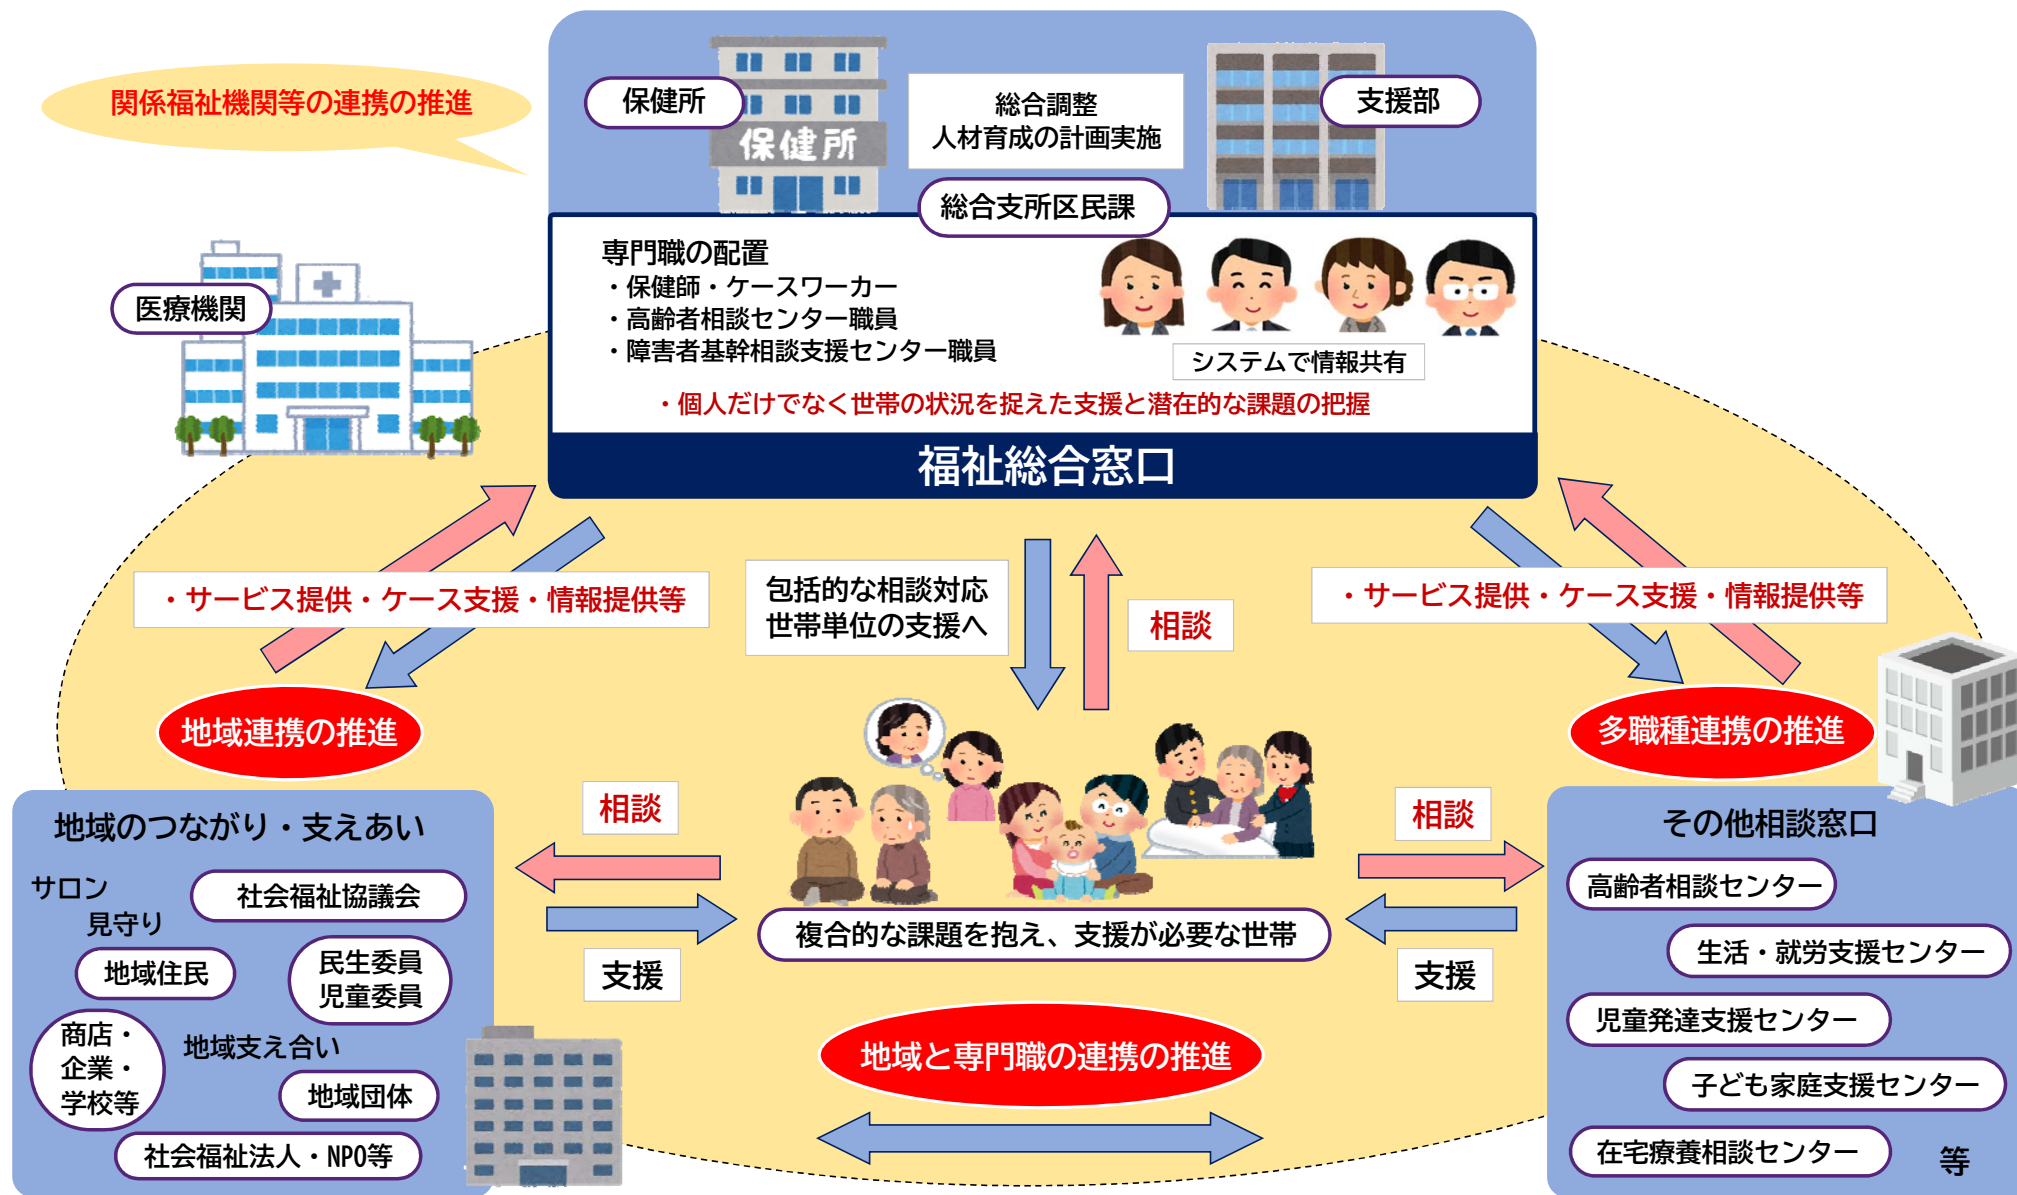 関係福祉機関等の連携の推進
保健所
保健所
総合調整
人材育成の計画実施
支援部
総合支所区民課
専門職の配置
・保健師・ケースワーカー
・高齢者相談センター職員
・障害者基幹相談支援センター職員
システムで情報共有
・個人だけでなく世帯の状況を捉えた支援と潜在的な課題の把握
福祉総合窓口
医療機関
・サービス提供・ケース支援・情報提供等
包括的な相談対応
世帯単位の支援へ
相談
・サービス提供・ケース支援・情報提供等
地域連携の推進
多職種連携の推進
地域のつながり・支えあい
サロン
見守り
社会福祉協議会
地域住民
民生委員
児童委員
商店・
企業・
学校等
地域支え合い
地域団体
社会福祉法人・NPO等
相談
支援
複合的な課題を抱え、支援が必要な世帯
相談
支援
地域と専門職の連携の推進
その他相談窓口
高齢者相談センター
生活・就労支援センター
児童発達支援センター
子ども家庭支援センター
在宅療養相談センター
等